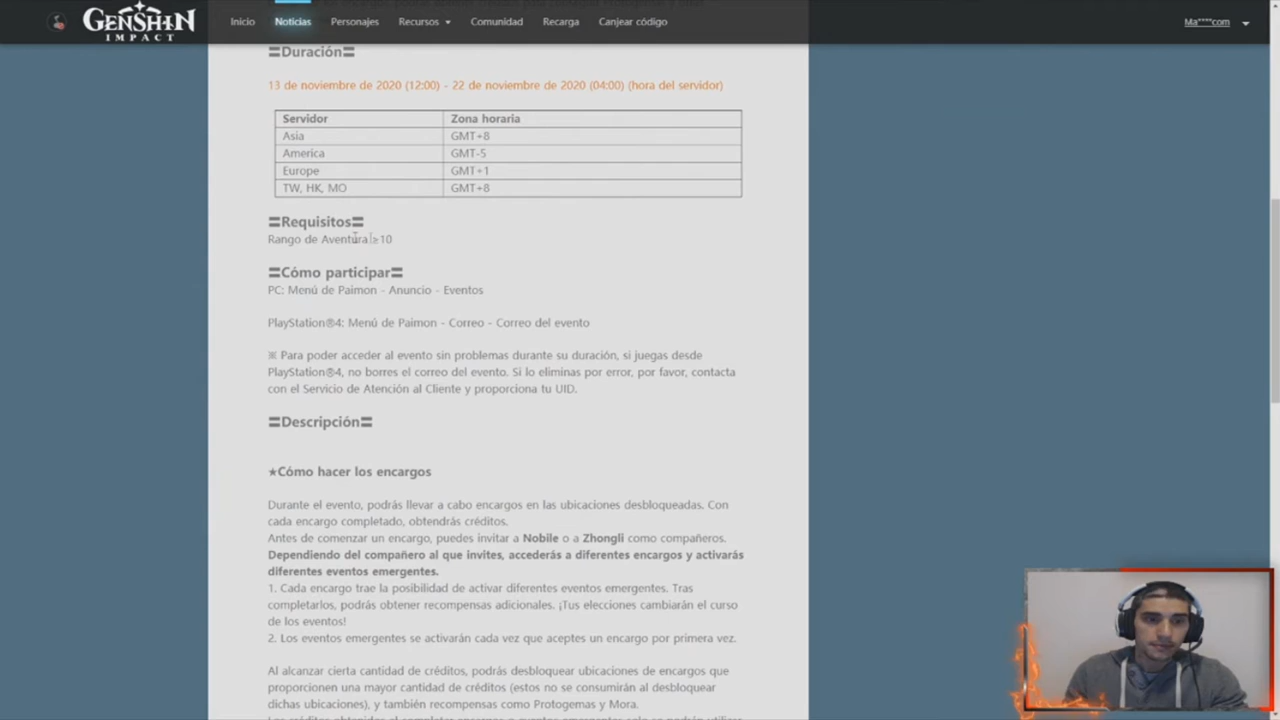 GENSHIN
IMPACT
Inicio
Noticias
Personajes
Recursos
Comunidad
Recarga
Canjear código
Ma****com
〓Duración〓
13 de noviembre de 2020 (12:00) - 22 de noviembre de 2020 (04:00) (hora del servidor)
Servidor Zona horaria
Asia GMT+8
America GMT-5
Europe GMT+1
TW, HK, MO GMT+8
〓Requisitos〓
Rango de Aventura ≥10
〓Cómo participar〓
PC: Menú de Paimon - Anuncio - Eventos
PlayStation®4: Menú de Paimon - Correo - Correo del evento
※ Para poder acceder al evento sin problemas durante su duración, si juegas desde
PlayStation®4, no borres el correo del evento. Si lo eliminas por error, por favor, contacta
con el Servicio de Atención al Cliente y proporciona tu UID.
〓Descripción〓
★Cómo hacer los encargos
Durante el evento, podrás llevar a cabo encargos en las ubicaciones desbloqueadas. Con
cada encargo completado, obtendrás créditos.
Antes de comenzar un encargo, puedes invitar a Nobile o a Zhongli como compañeros.
Dependiendo del compañero al que invites, accederás a diferentes encargos y activarás
diferentes eventos emergentes.
1. Cada encargo trae la posibilidad de activar diferentes eventos emergentes. Tras
completarlos, podrás obtener recompensas adicionales. ¡Tus elecciones cambiarán el curso
de los eventos!
2. Los eventos emergentes se activarán cada vez que aceptes un encargo por primera vez.
Al alcanzar cierta cantidad de créditos, podrás desbloquear ubicaciones de encargos que
proporcionen una mayor cantidad de créditos (estos no se consumirán al desbloquear
dichas ubicaciones), y también recompensas como Protogemas y Mora.